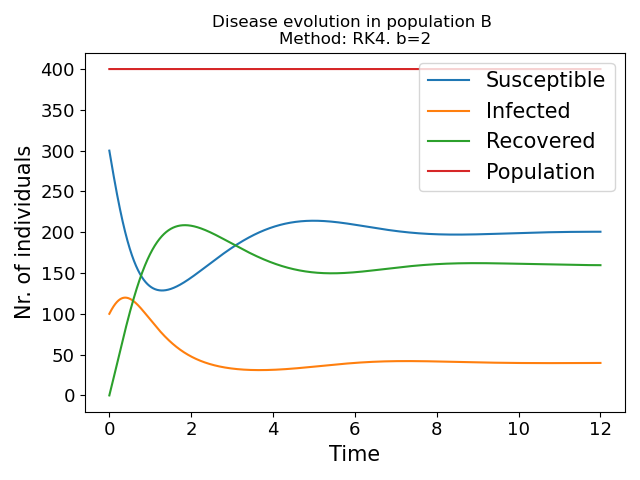 Disease evolution in population B
Method: RK4. b=2
400
350
300
250
200
150
100
50
0
Nr. of individuals
Susceptible
Infected
Recovered
Population
0 2 4 6 8 10 12
Time